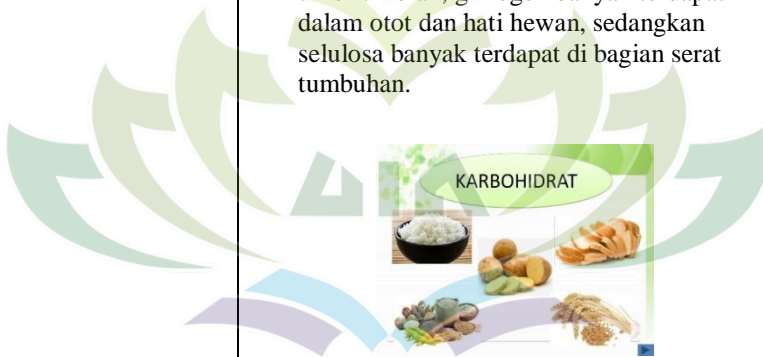 dalam otot dan hati hewan, sedangkan
selulosa banyak terdapat di bagian serat
tumbuhan.
KARBOHIDRAT